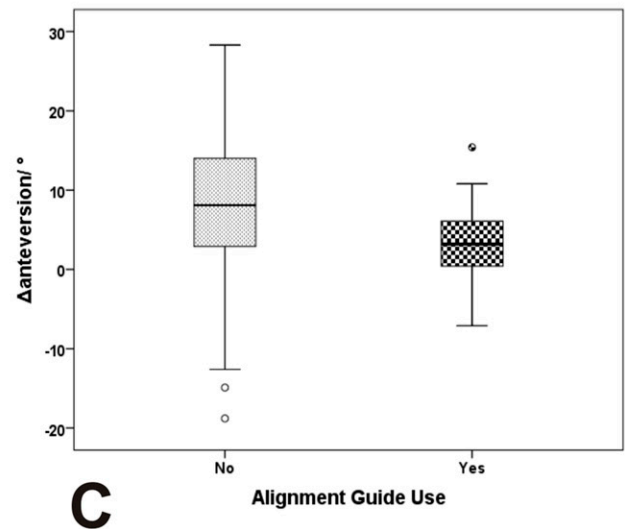 Δanteversion/ °
30
20
10
0
-10
-20
No Yes
Alignment Guide Use
C